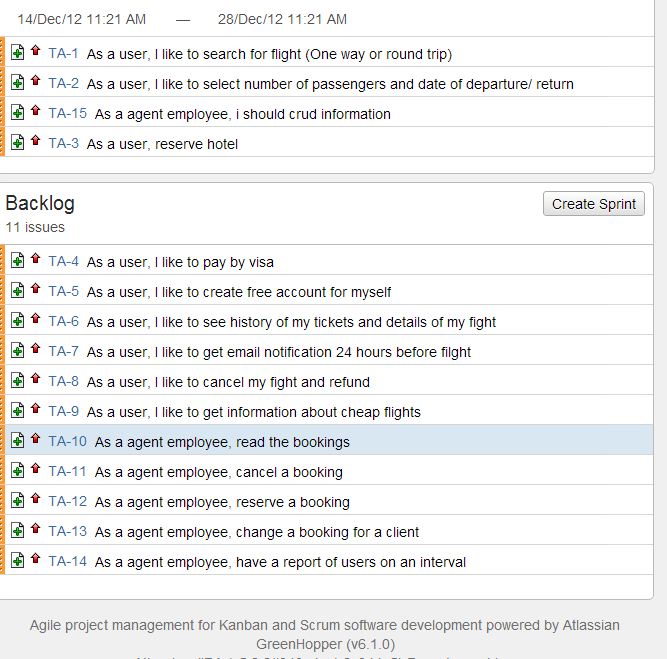 14/Dec/12 11:21 AM — 28/Dec/12 11:21 AM
TA-1 As a user, I like to search for flight (One way or round trip)
TA-2 As a user, I like to select number of passengers and date of departure/ return
TA-15 As a agent employee, i should crud information
TA-3 As a user, reserve hotel
Backlog
Create Sprint
11 issues
TA-4 As a user, I like to pay by visa
TA-5 As a user, I like to create free account for myself
TA-6 As a user, I like to see history of my tickets and details of my fight
TA-7 As a user, I like to get email notification 24 hours before filght
TA-8 As a user, I like to cancel my fight and refund
TA-9 As a user, I like to get information about cheap flights
TA-10 As a agent employee, read the bookings
TA-11 As a agent employee, cancel a booking
TA-12 As a agent employee, reserve a booking
TA-13 As a agent employee, change a booking for a client
TA-14 As a agent employee, have a report of users on an interval
Agile project management for Kanban and Scrum software development powered by Atlassian
GreenHopper (v6.1.0)